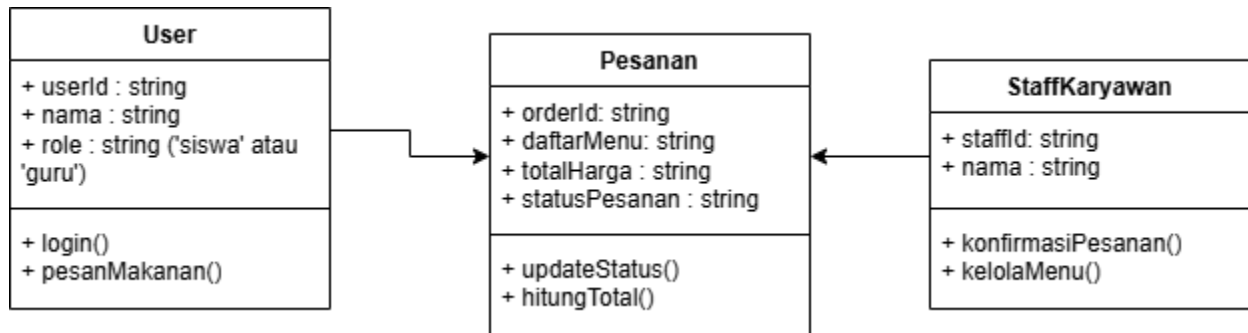 User
+ userId : string
+ nama : string
+ role : string ('siswa' atau
'guru')
+ login()
+ pesanMakanan()
Pesanan
+ orderId: string
+ daftarMenu: string
+ totalHarga : string
+ statusPesanan : string
+ updateStatus()
+ hitungTotal()
StaffKaryawan
+ staffId: string
+ nama : string
+ konfirmasiPesanan()
+ kelolaMenu()